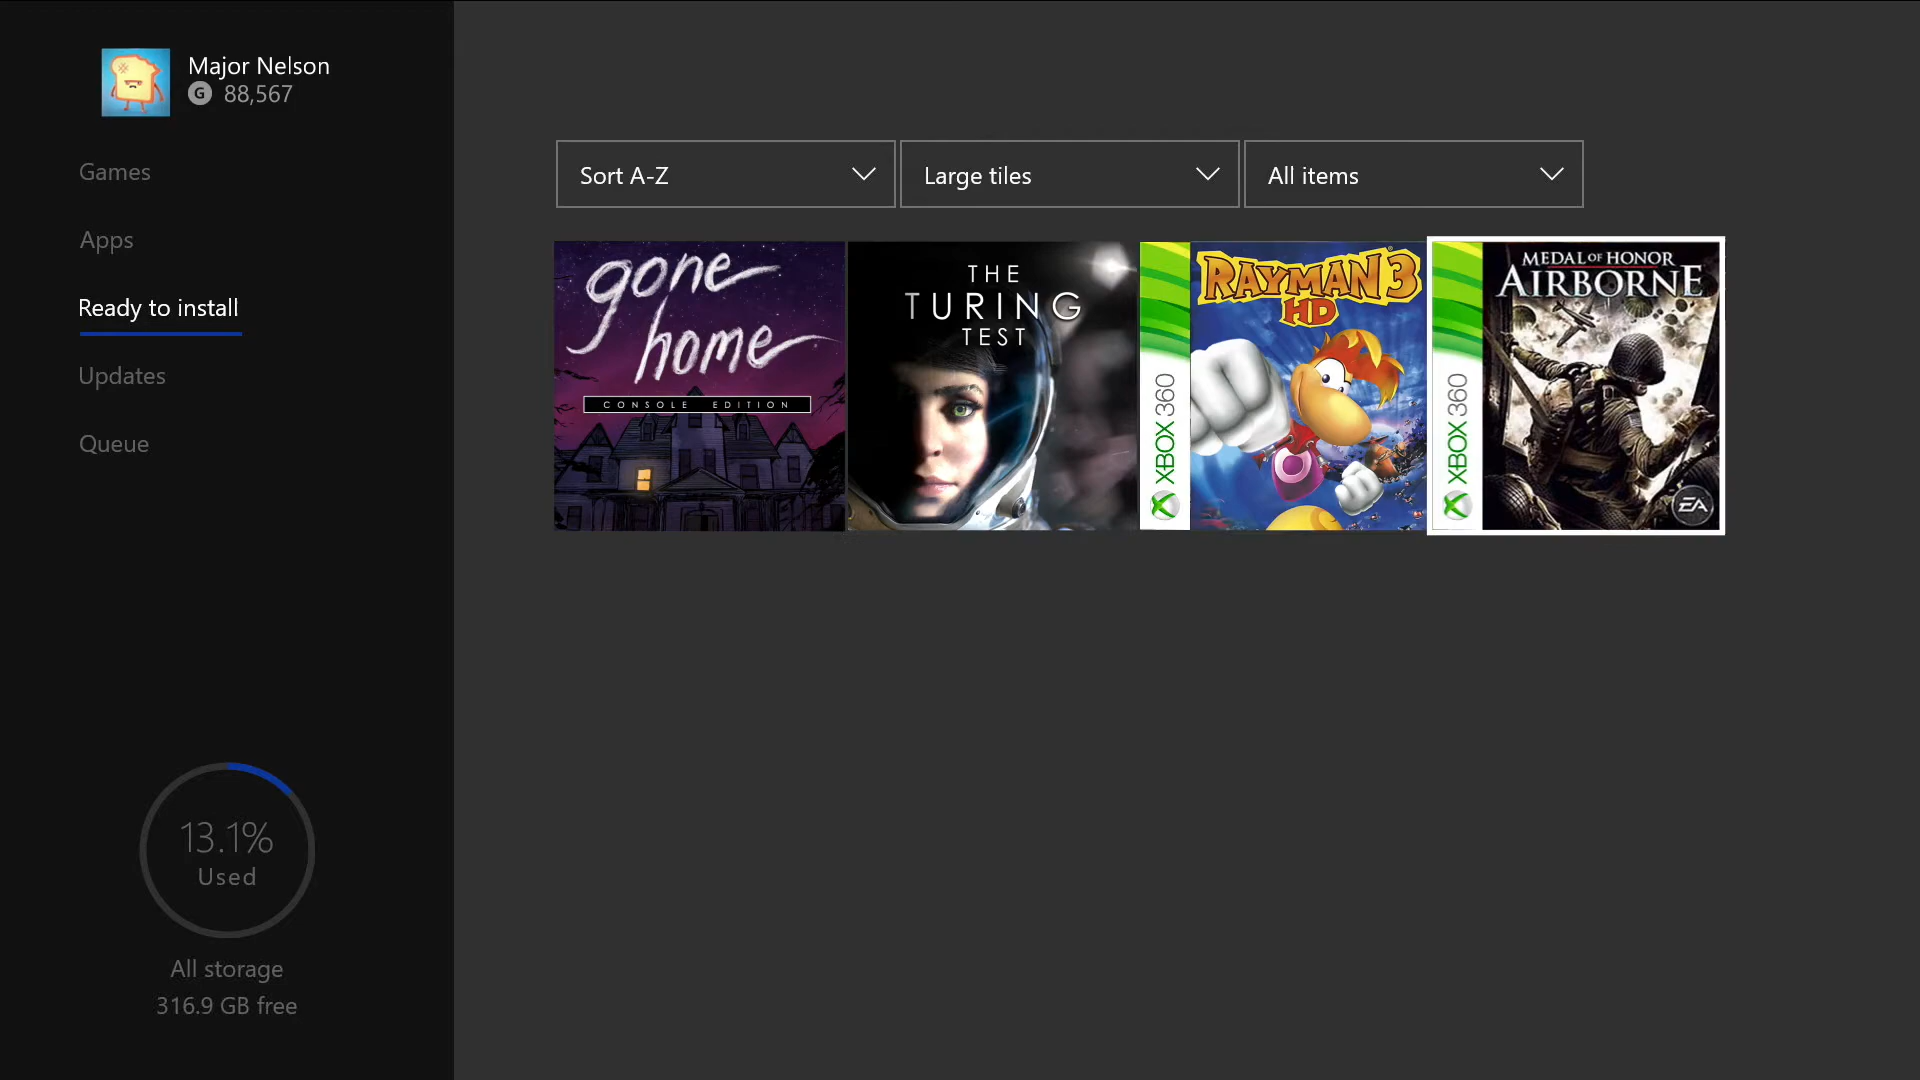 Major Nelson
G 88,567
Games
Apps
Ready to install
Updates
Queue
13.1%
Used
All storage
316.9 GB free
Sort A-Z
Large tiles
All items
gone
home
CONSOLE EDITION
THE
TURING
TEST
XBOX 360
RAYMAN 3
HD
XBOX 360
MEDAL OF HONOR
AIRBORNE
EA